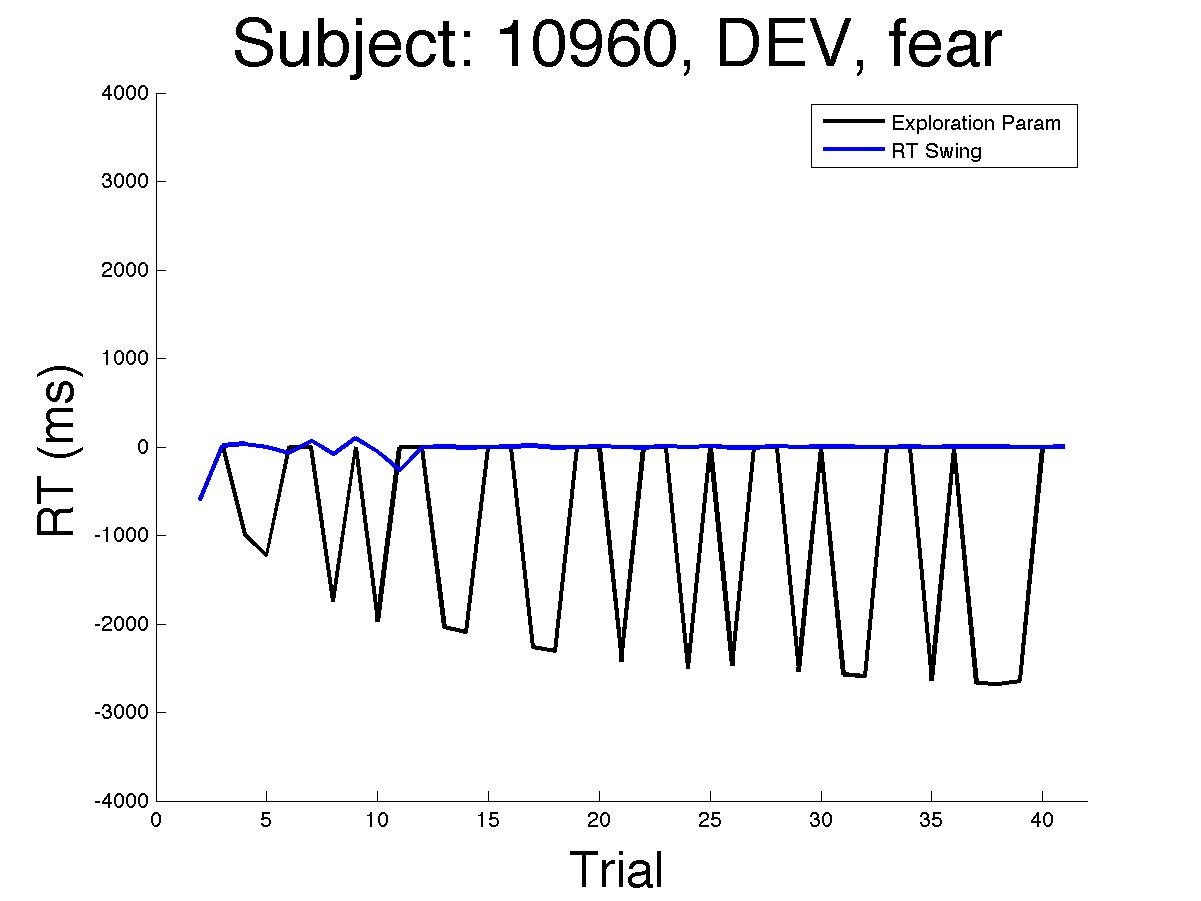 Subject: 10960, DEV, fear
Exploration Param
RT Swing
4000
3000
2000
1000
0
-1000
-2000
-3000
-4000
RT (ms)
0 5 10 15 20 25 30 35 40
Trial